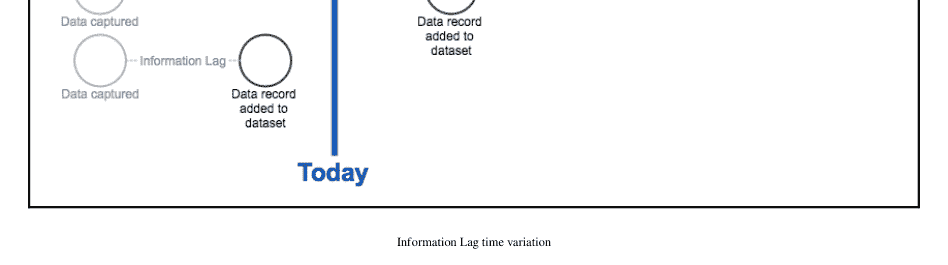 Data captured
Data record
added to
dataset
Information Lag
Data captured
Data record
added to
dataset
Today
Information Lag time variation